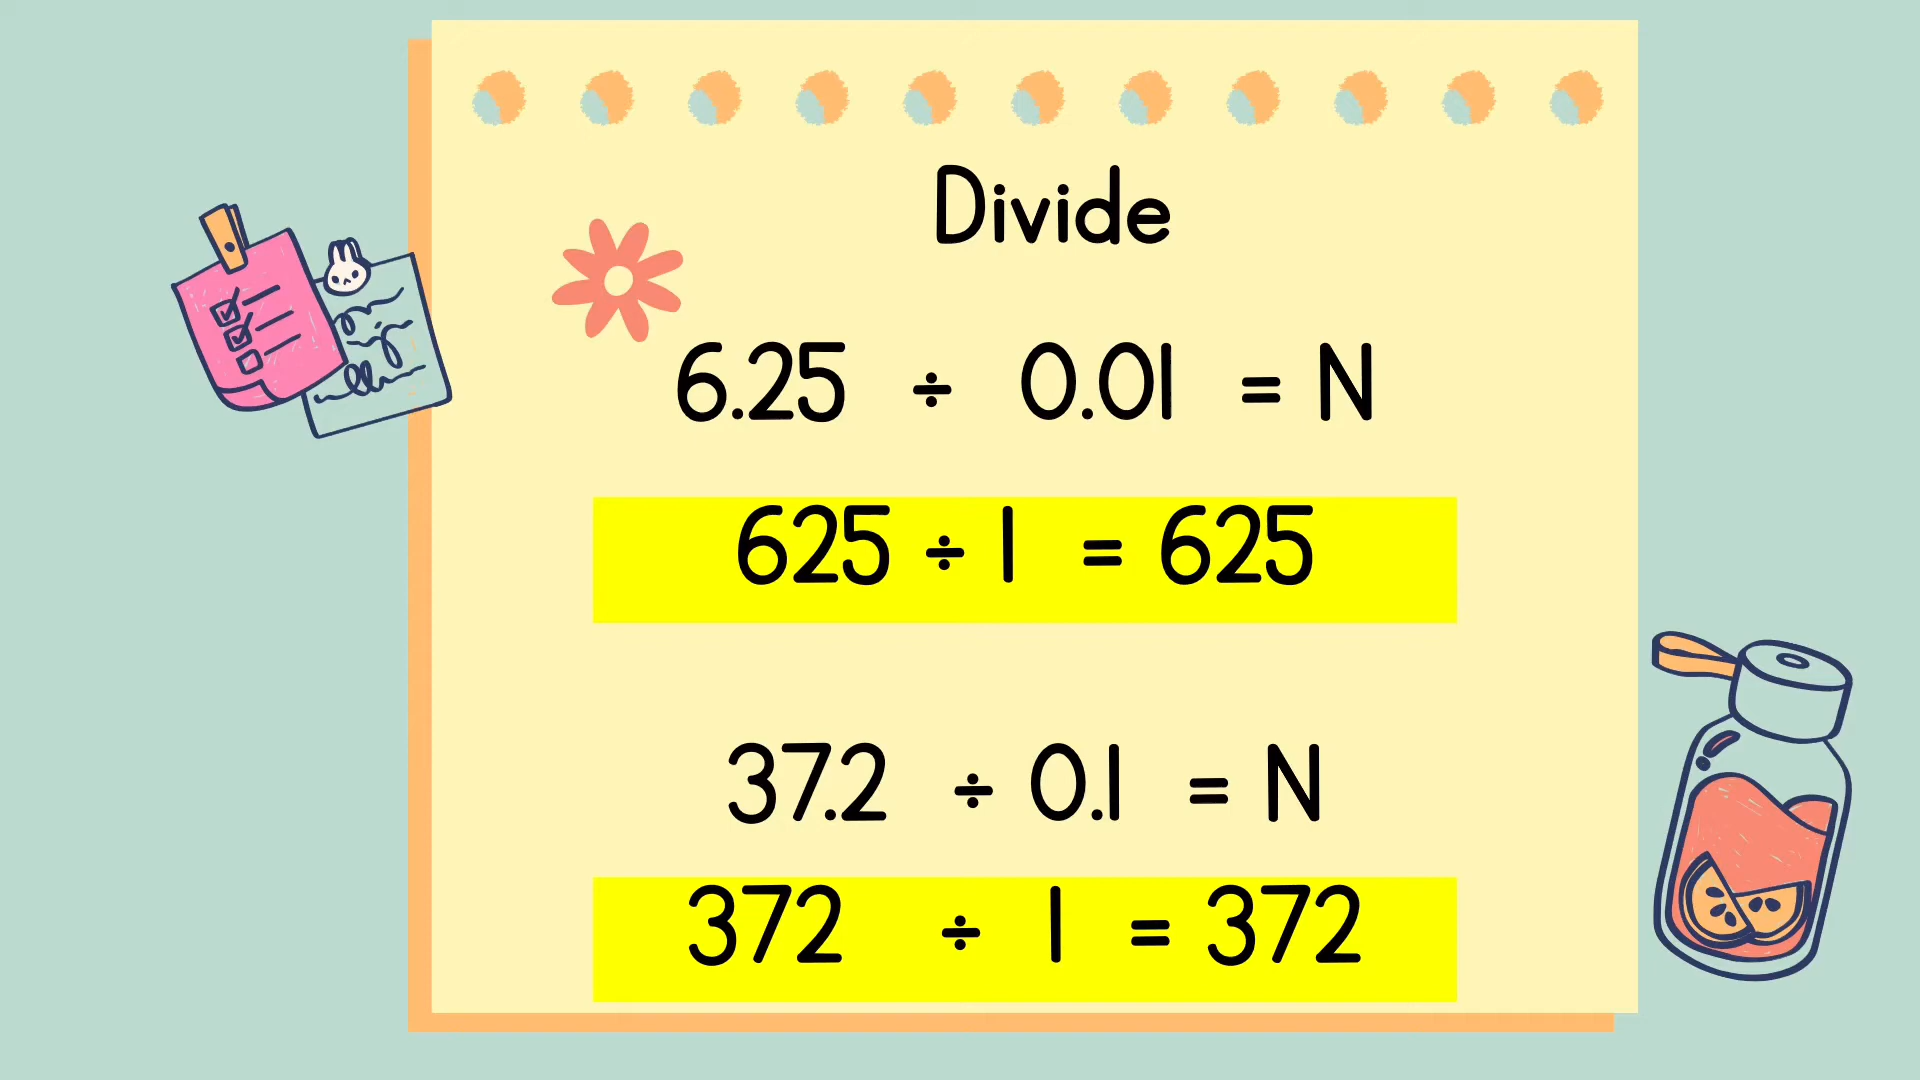 Divide
6.25 ÷ 0.01 = N
625 ÷ 1 = 625
37.2 ÷ 0.1 = N
372 ÷ 1 = 372